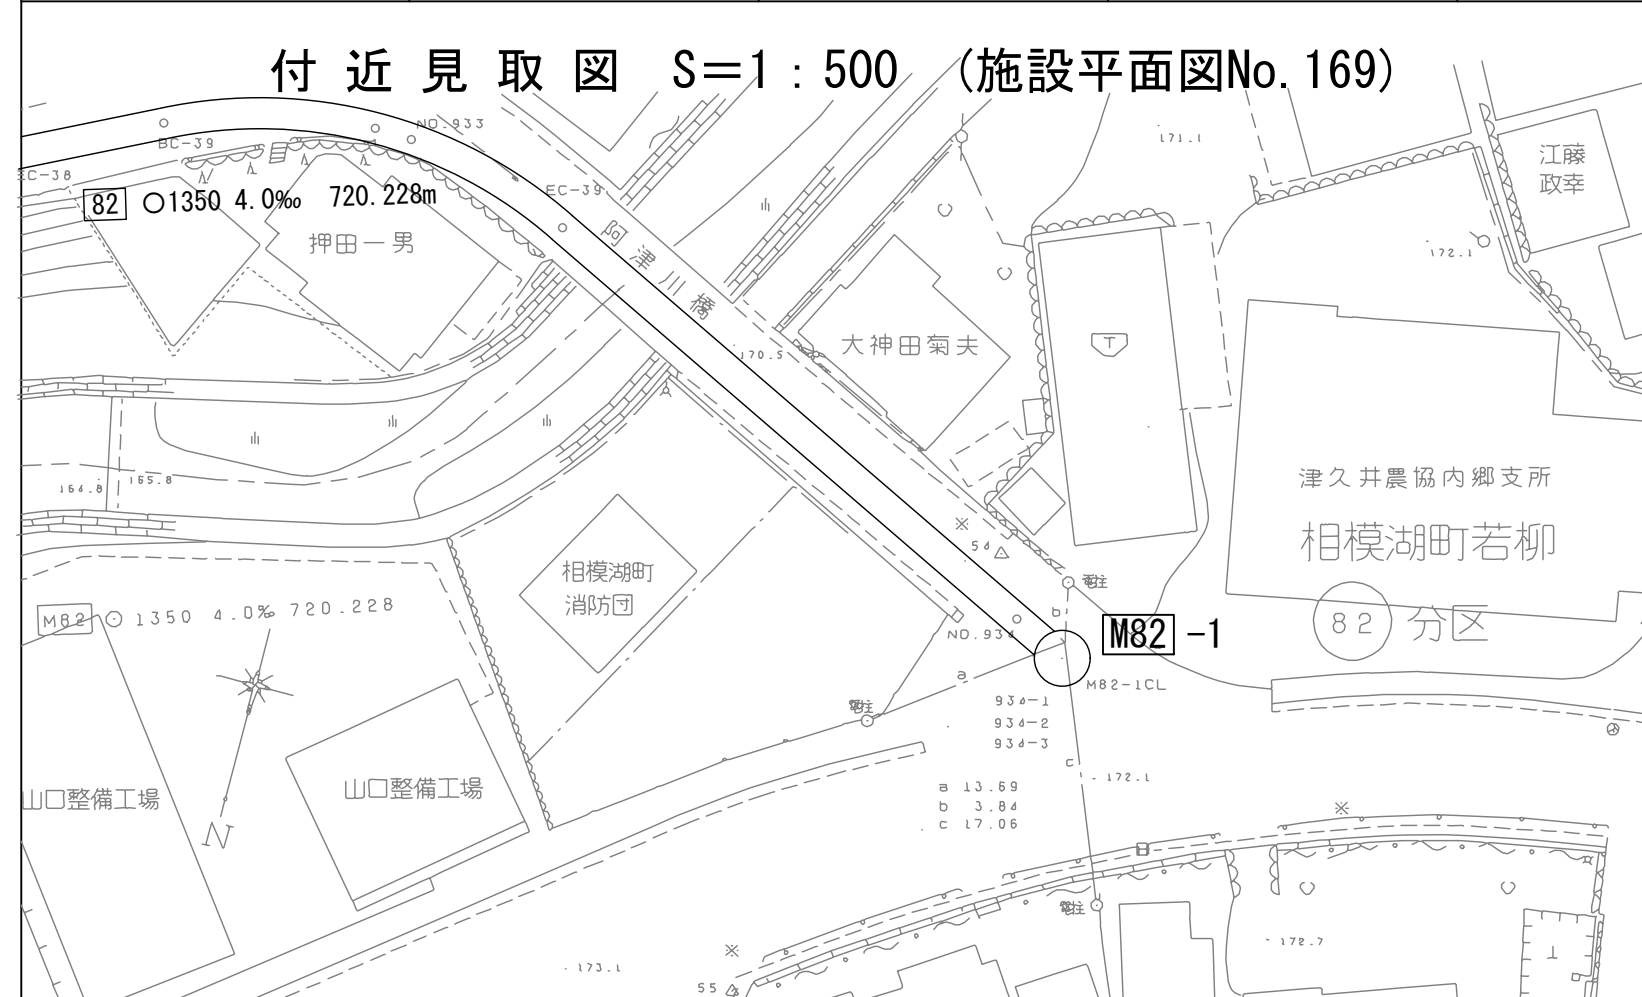 付近見取図 S=1:500 (施設平面図No.169)
NO.933
BC-39
EC-38
EC-39
82 ○1350 4.0‰ 720.228m
押田一男
阿津川橋
江藤
政幸
171.1
172.1
170.5
大神田菊夫
T
津久井農協内郷支所
相模湖町若柳
82 分区
164.8
165.8
相模湖町
消防団
M82 ○ 1350 4.0‰ 720.228
54
電柱
b
NO.934
M82 -1
a
M82-1CL
電柱
934-1
934-2
934-3
c
172.1
a 13.69
b 3.84
c 17.06
山口整備工場
山口整備工場
N
電柱
172.7
173.1
55